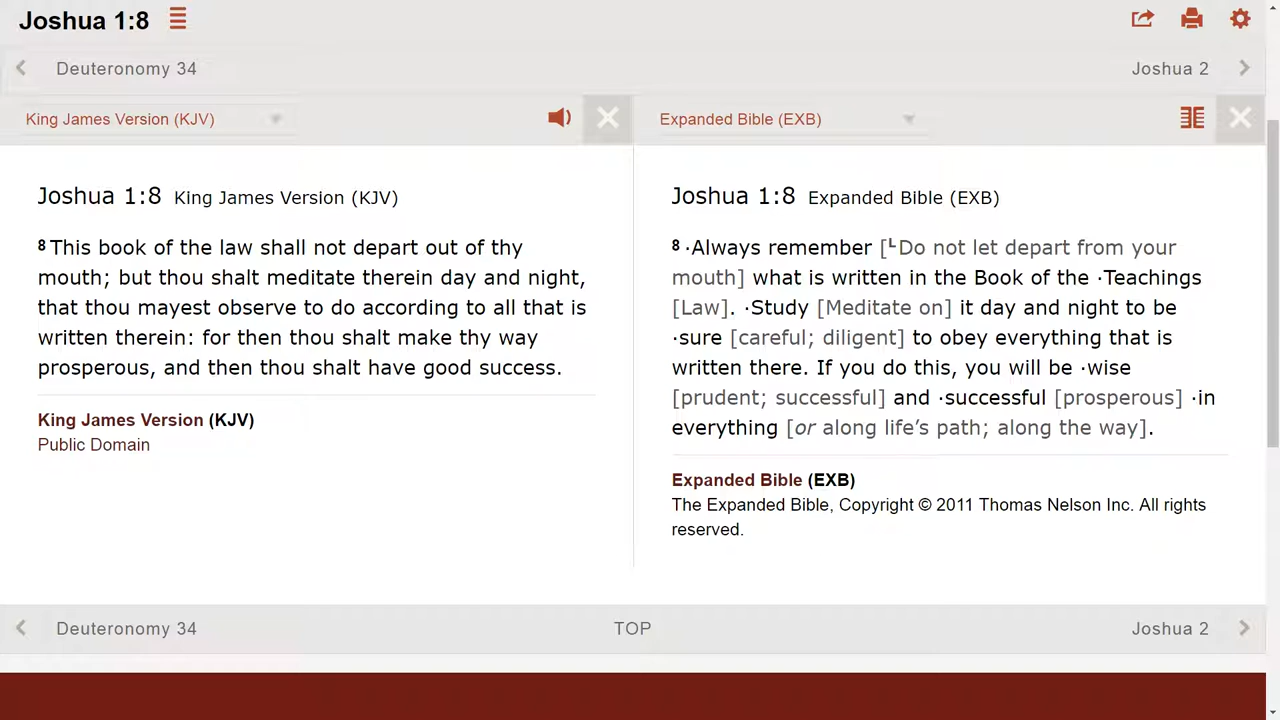 Joshua 1:8
Deuteronomy 34
Joshua 2
King James Version (KJV)
Expanded Bible (EXB)
Joshua 1:8 King James Version (KJV)
8 This book of the law shall not depart out of thy
mouth; but thou shalt meditate therein day and night,
that thou mayest observe to do according to all that is
written therein: for then thou shalt make thy way
prosperous, and then thou shalt have good success.
King James Version (KJV)
Public Domain
Joshua 1:8 Expanded Bible (EXB)
8 ·Always remember [ᴸDo not let depart from your
mouth] what is written in the Book of the ·Teachings
[Law]. ·Study [Meditate on] it day and night to be
·sure [careful; diligent] to obey everything that is
written there. If you do this, you will be ·wise
[prudent; successful] and ·successful [prosperous] ·in
everything [or along life’s path; along the way].
Expanded Bible (EXB)
The Expanded Bible, Copyright © 2011 Thomas Nelson Inc. All rights
reserved.
Deuteronomy 34
TOP
Joshua 2